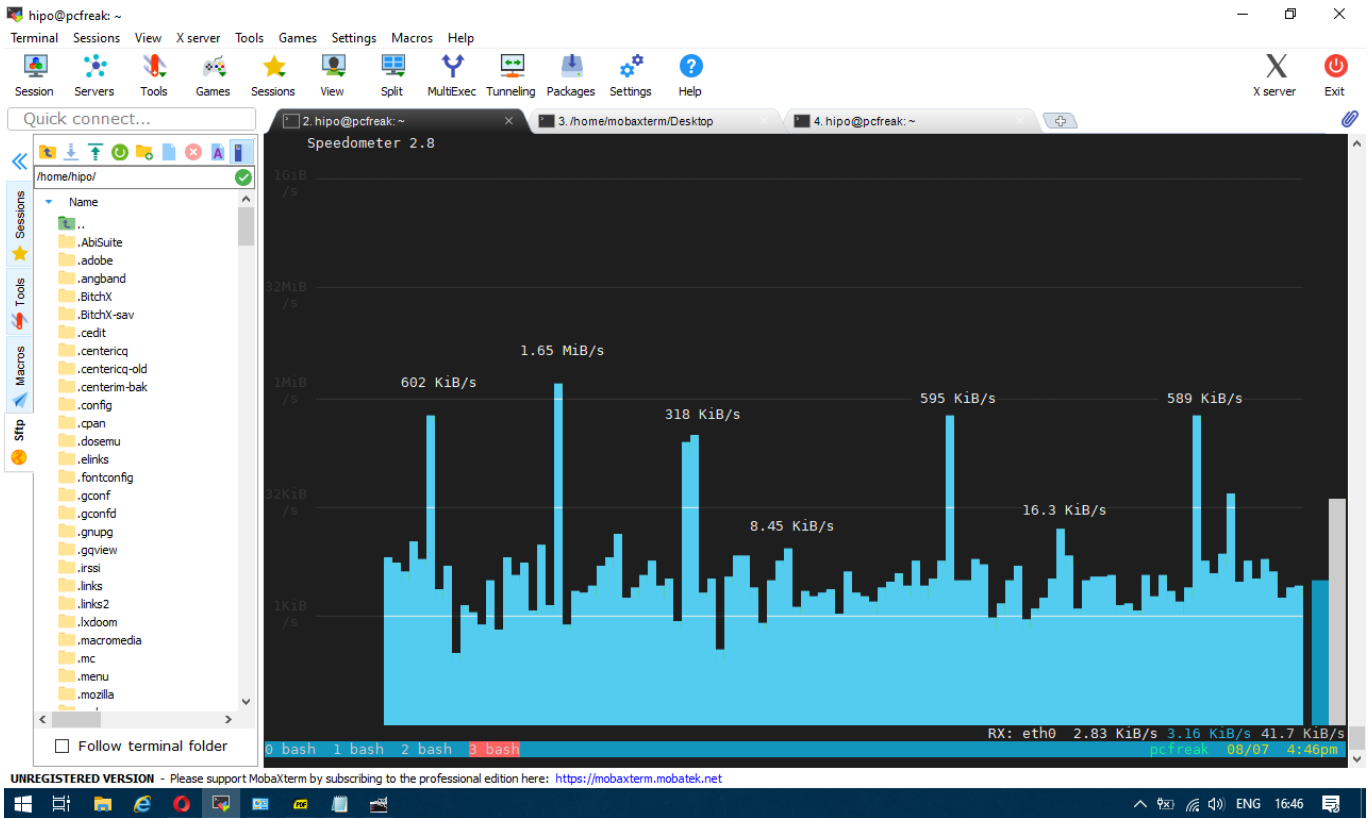 hipo@pcfreak: ~
Terminal Sessions View X server Tools Games Settings Macros Help
Session Servers Tools Games Sessions View Split MultiExec Tunneling Packages Settings Help X server Exit
Quick connect...
2. hipo@pcfreak: ~
3. /home/mobaxterm/Desktop
4. hipo@pcfreak: ~
/home/hipo/
Name
..
.AbiSuite
.adobe
.angband
.BitchX
.BitchX-sav
.cedit
.centericq
.centericq-old
.centerim-bak
.config
.cpan
.dosemu
.elinks
.fontconfig
.gconf
.gconfd
.gnupg
.gqview
.irssi
.links
.links2
.lxdoom
.macromedia
.mc
.menu
.mozilla
Sessions
Tools
Macros
Sftp
Follow terminal folder
Speedometer 2.8
1GiB
/s
32MiB
/s
1.65 MiB/s
1MiB
/s
602 KiB/s
595 KiB/s
589 KiB/s
318 KiB/s
32KiB
/s
16.3 KiB/s
8.45 KiB/s
1KiB
/s
RX: eth0 2.83 KiB/s 3.16 KiB/s 41.7 KiB/s
0 bash 1 bash 2 bash 3 bash pcfreak 08/07 4:46pm
UNREGISTERED VERSION - Please support MobaXterm by subscribing to the professional edition here: https://mobaxterm.mobatek.net
PDF
ENG 16:46